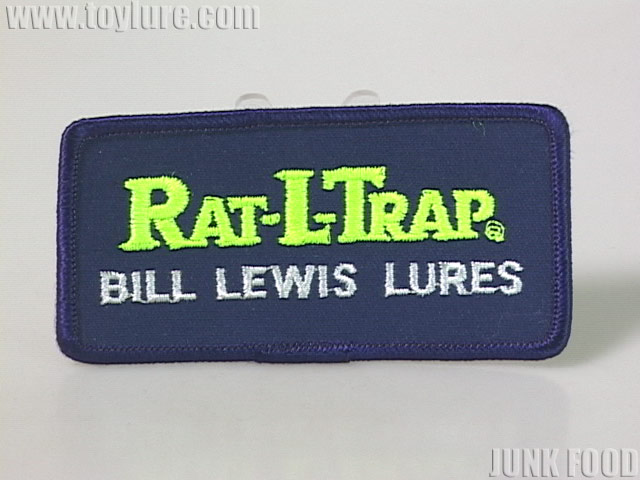 www.toylure.com
RAT-L-TRAP®
BILL LEWIS LURES
JUNK FOOD